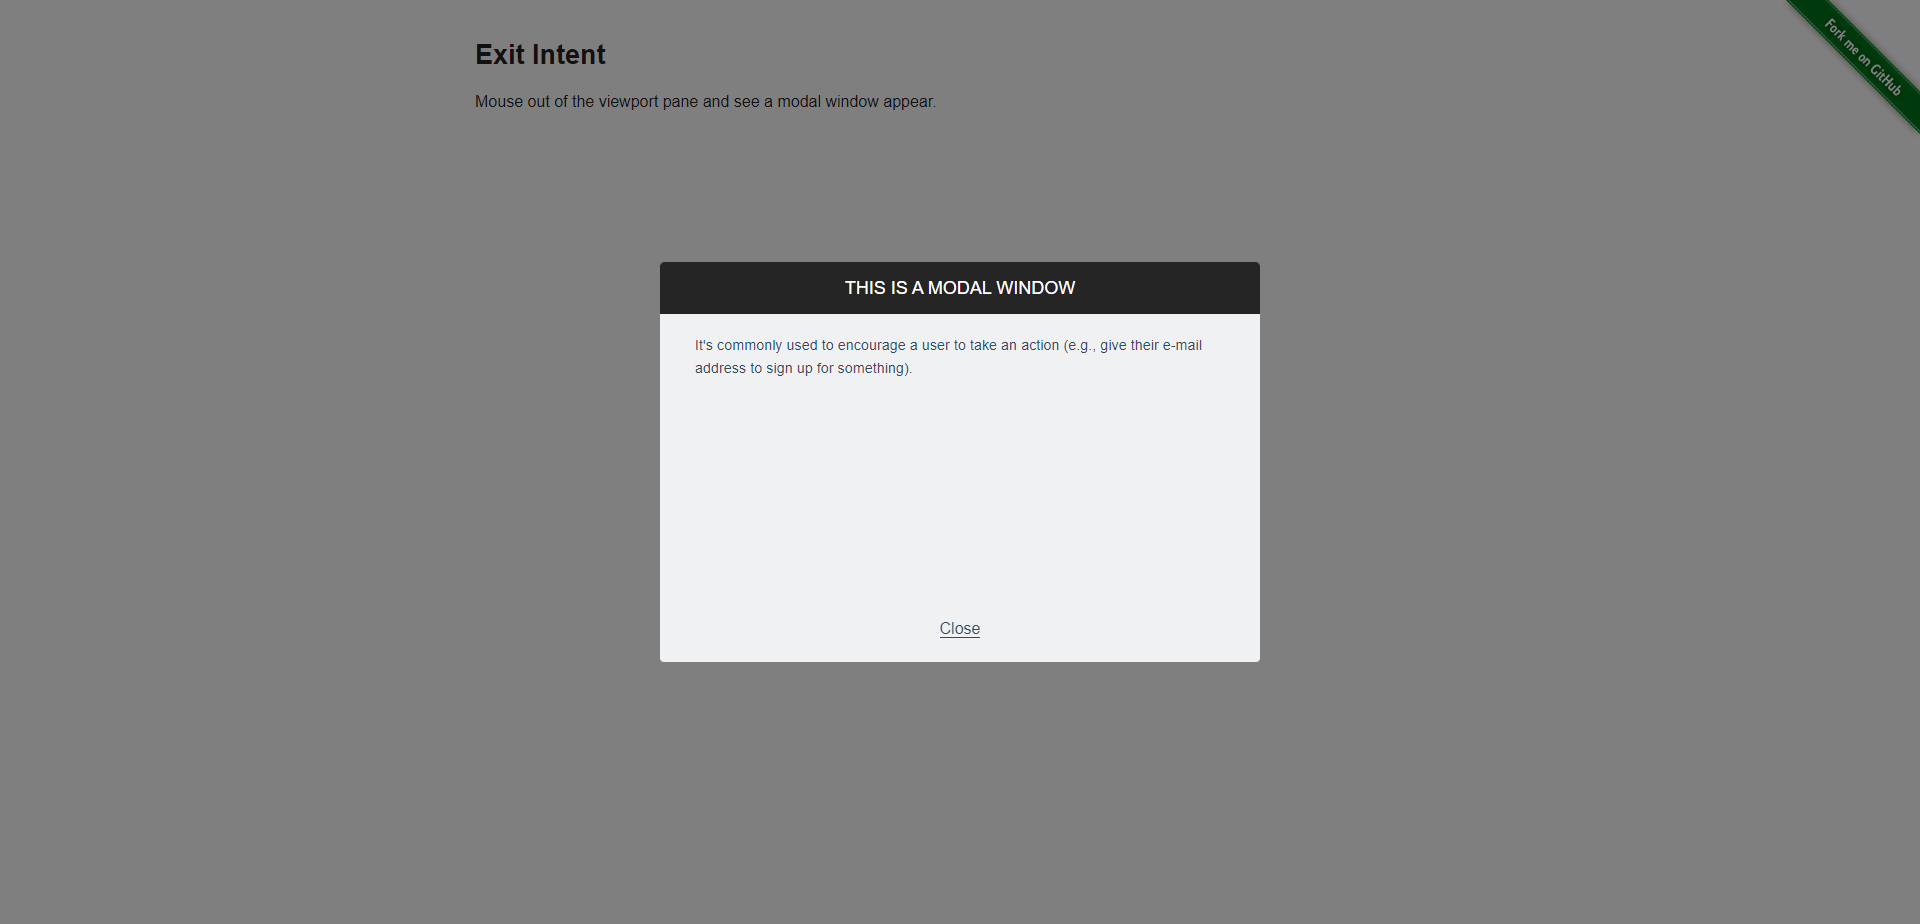 Exit Intent
Mouse out of the viewport pane and see a modal window appear.
Fork me on GitHub
THIS IS A MODAL WINDOW
It's commonly used to encourage a user to take an action (e.g., give their e-mail
address to sign up for something).
Close